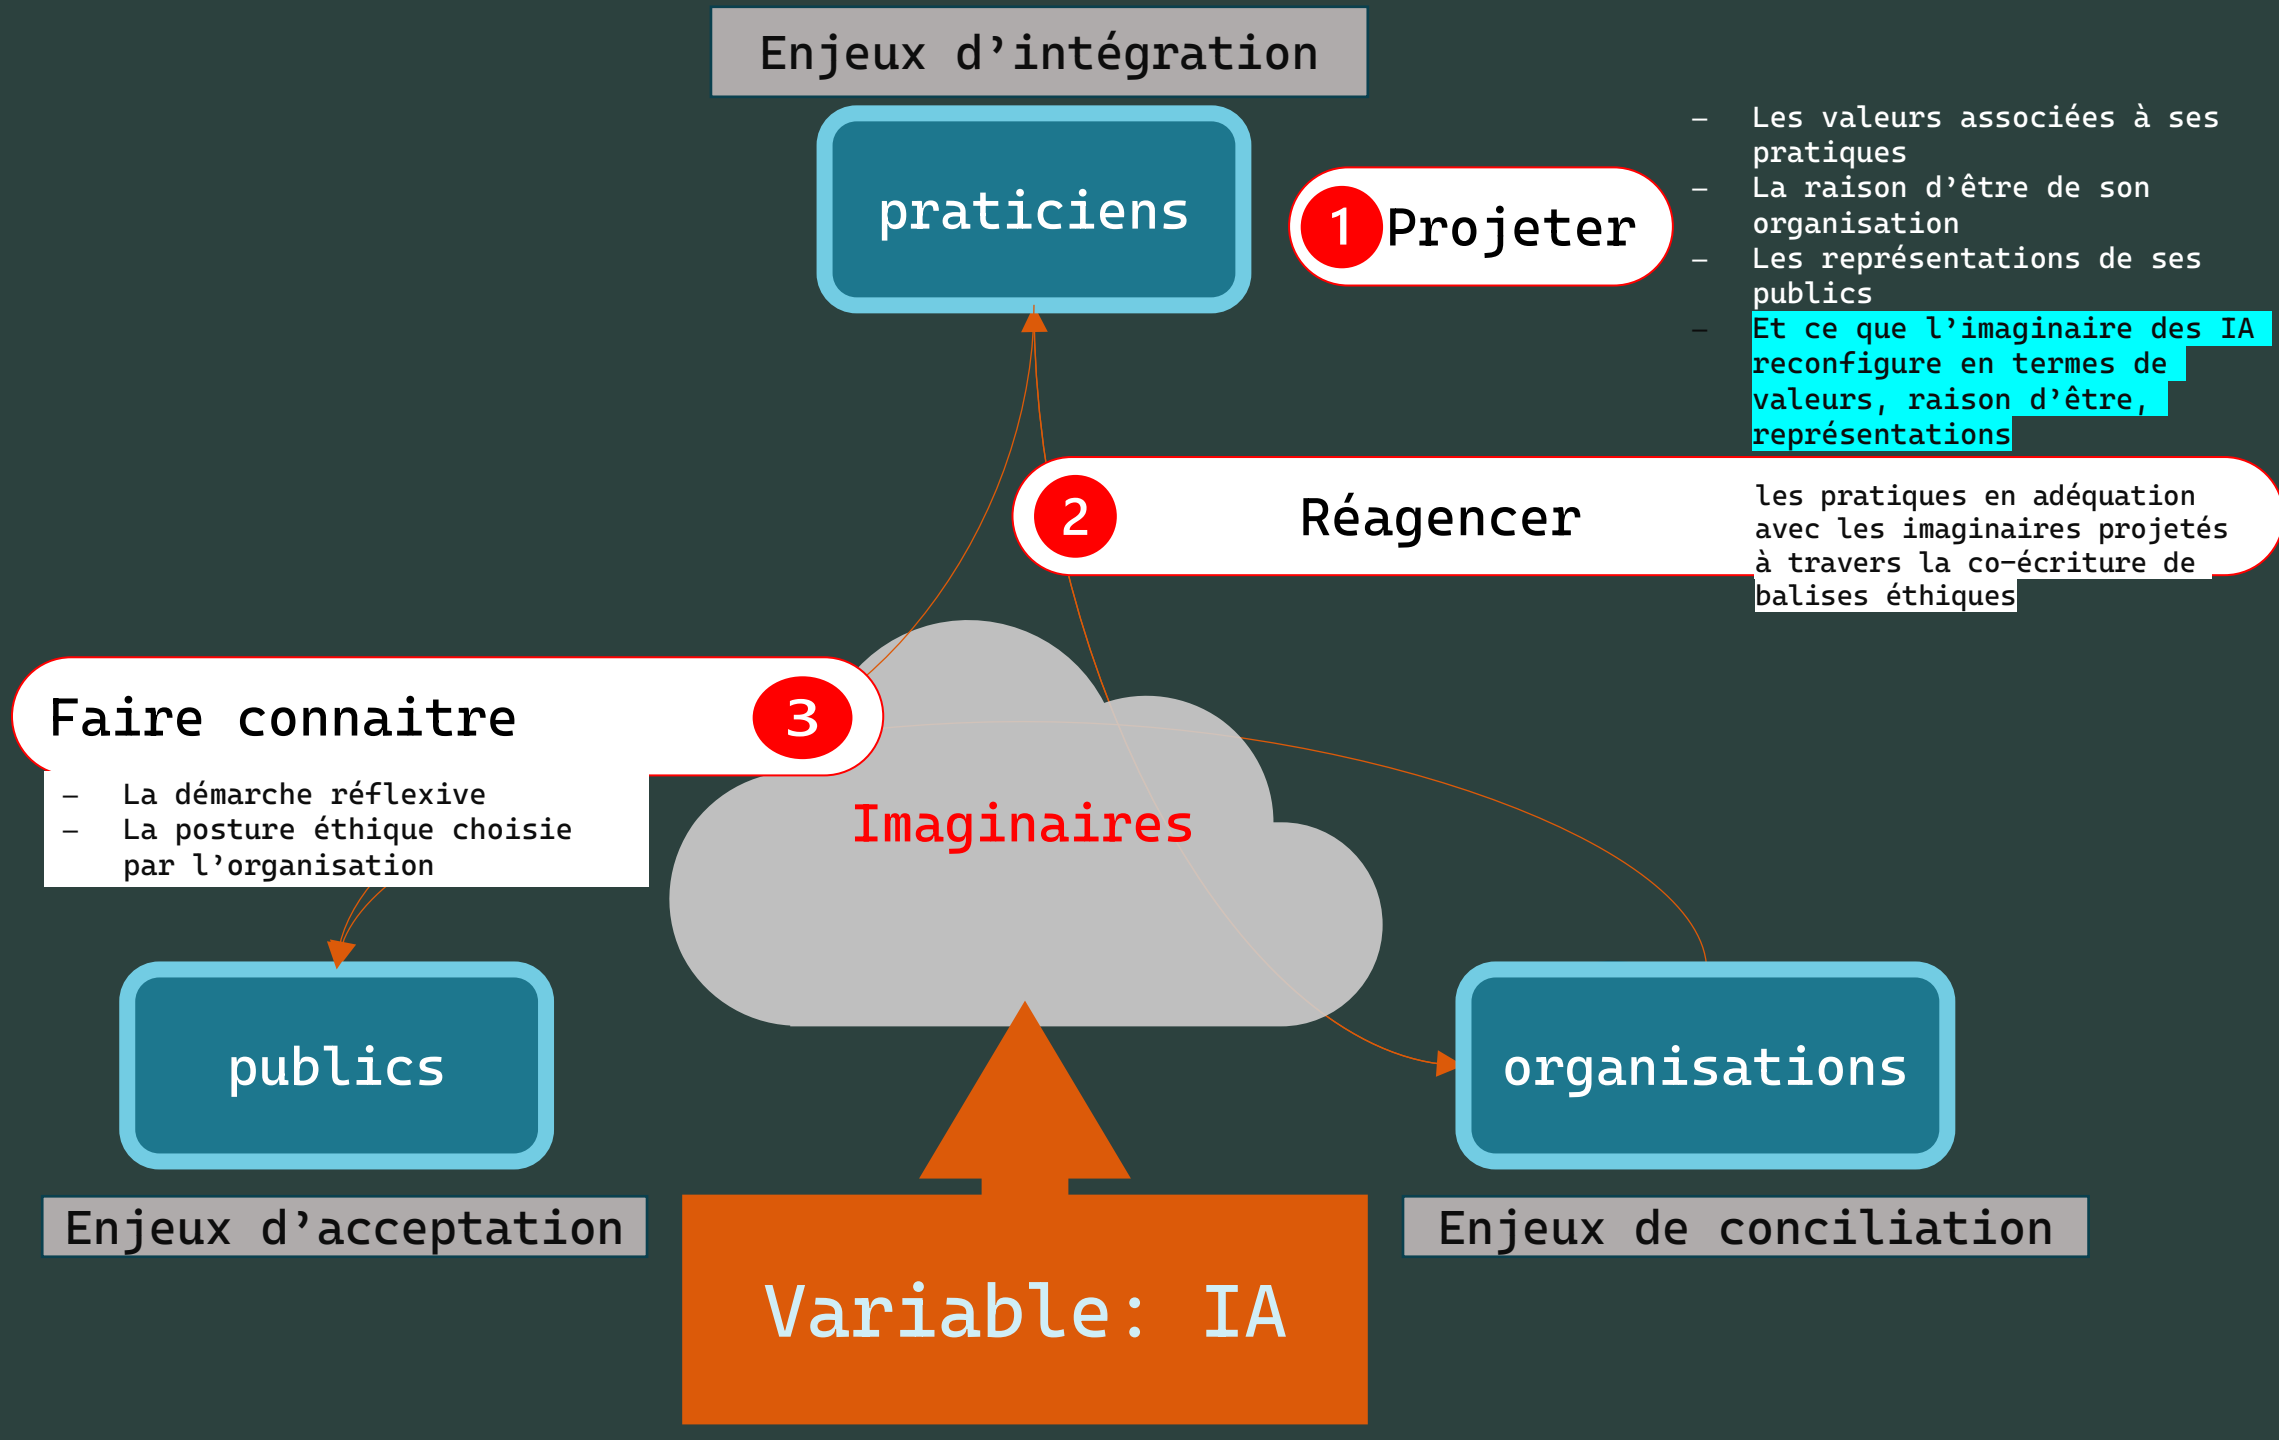 Enjeux d’intégration
praticiens
1 Projeter
– Les valeurs associées à ses
pratiques
– La raison d’être de son
organisation
– Les représentations de ses
publics
– Et ce que l’imaginaire des IA
reconfigure en termes de
valeurs, raison d’être,
représentations
2 Réagencer
les pratiques en adéquation
avec les imaginaires projetés
à travers la co-écriture de
balises éthiques
Faire connaitre 3
– La démarche réflexive
– La posture éthique choisie
par l’organisation
Imaginaires
publics
organisations
Enjeux d’acceptation
Enjeux de conciliation
Variable: IA